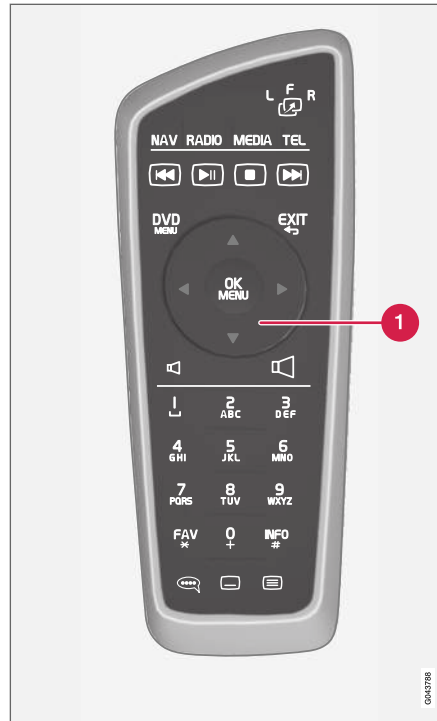 L F R
NAV RADIO MEDIA TEL
DVD
MENU
EXIT
OK
MENU
1
1 2 3
ABC DEF
4 5 6
GHI JKL MNO
7 8 9
PQRS TUV WXYZ
FAV 0 INFO
* + #
G043788